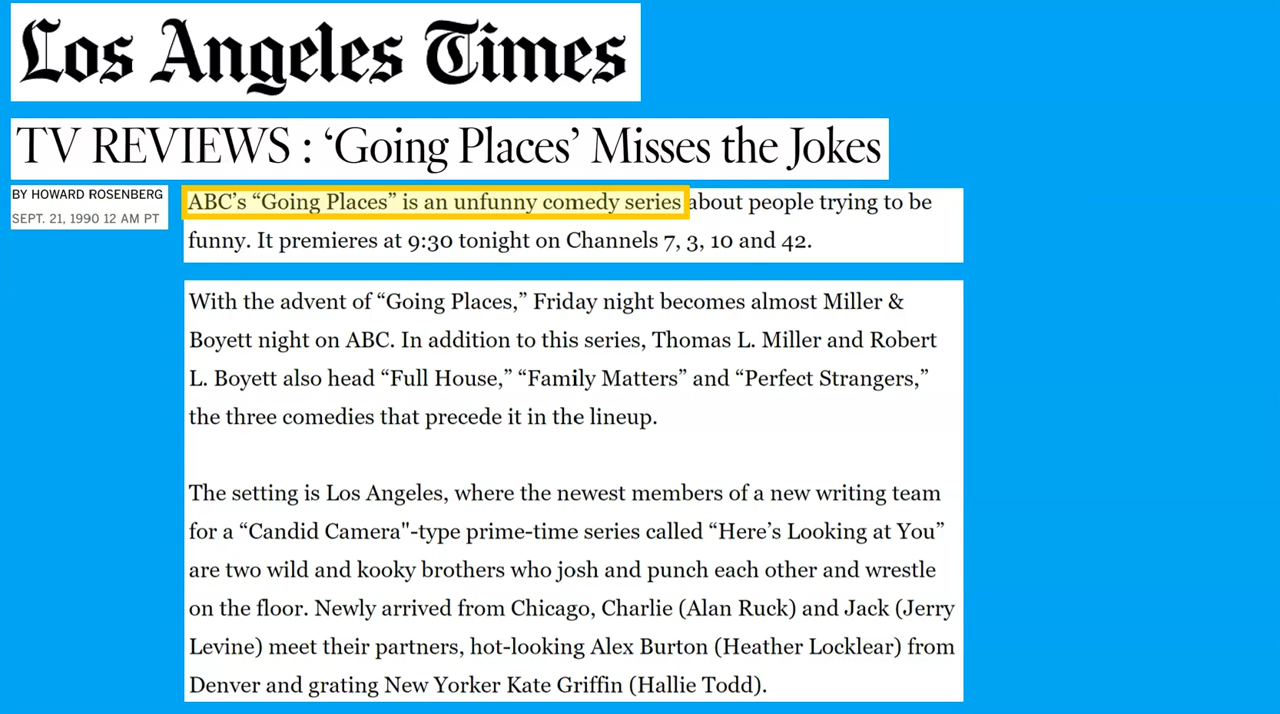 Los Angeles Times
TV REVIEWS : ‘Going Places’ Misses the Jokes
BY HOWARD ROSENBERG
SEPT. 21, 1990 12 AM PT
ABC’s “Going Places” is an unfunny comedy series about people trying to be
funny. It premieres at 9:30 tonight on Channels 7, 3, 10 and 42.
With the advent of “Going Places,” Friday night becomes almost Miller &
Boyett night on ABC. In addition to this series, Thomas L. Miller and Robert
L. Boyett also head “Full House,” “Family Matters” and “Perfect Strangers,”
the three comedies that precede it in the lineup.
The setting is Los Angeles, where the newest members of a new writing team
for a “Candid Camera"-type prime-time series called “Here’s Looking at You”
are two wild and kooky brothers who josh and punch each other and wrestle
on the floor. Newly arrived from Chicago, Charlie (Alan Ruck) and Jack (Jerry
Levine) meet their partners, hot-looking Alex Burton (Heather Locklear) from
Denver and grating New Yorker Kate Griffin (Hallie Todd).